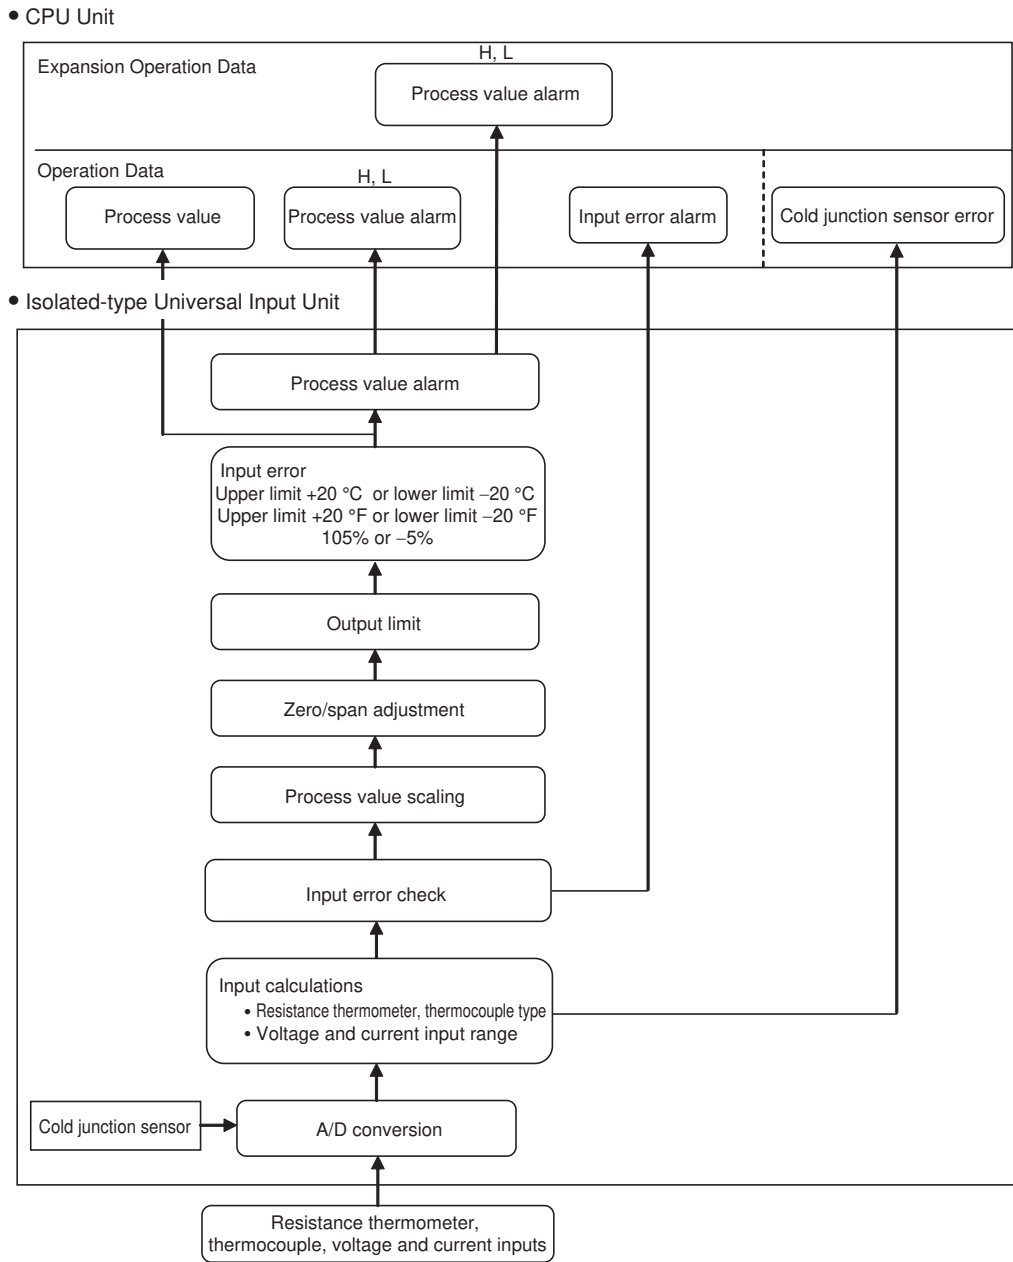 • CPU Unit
Expansion Operation Data
H, L
Process value alarm
Operation Data
Process value
H, L
Process value alarm
Input error alarm
Cold junction sensor error
• Isolated-type Universal Input Unit
Process value alarm
Input error
Upper limit +20 °C or lower limit −20 °C
Upper limit +20 °F or lower limit −20 °F
105% or −5%
Output limit
Zero/span adjustment
Process value scaling
Input error check
Input calculations
• Resistance thermometer, thermocouple type
• Voltage and current input range
Cold junction sensor
A/D conversion
Resistance thermometer,
thermocouple, voltage and current inputs